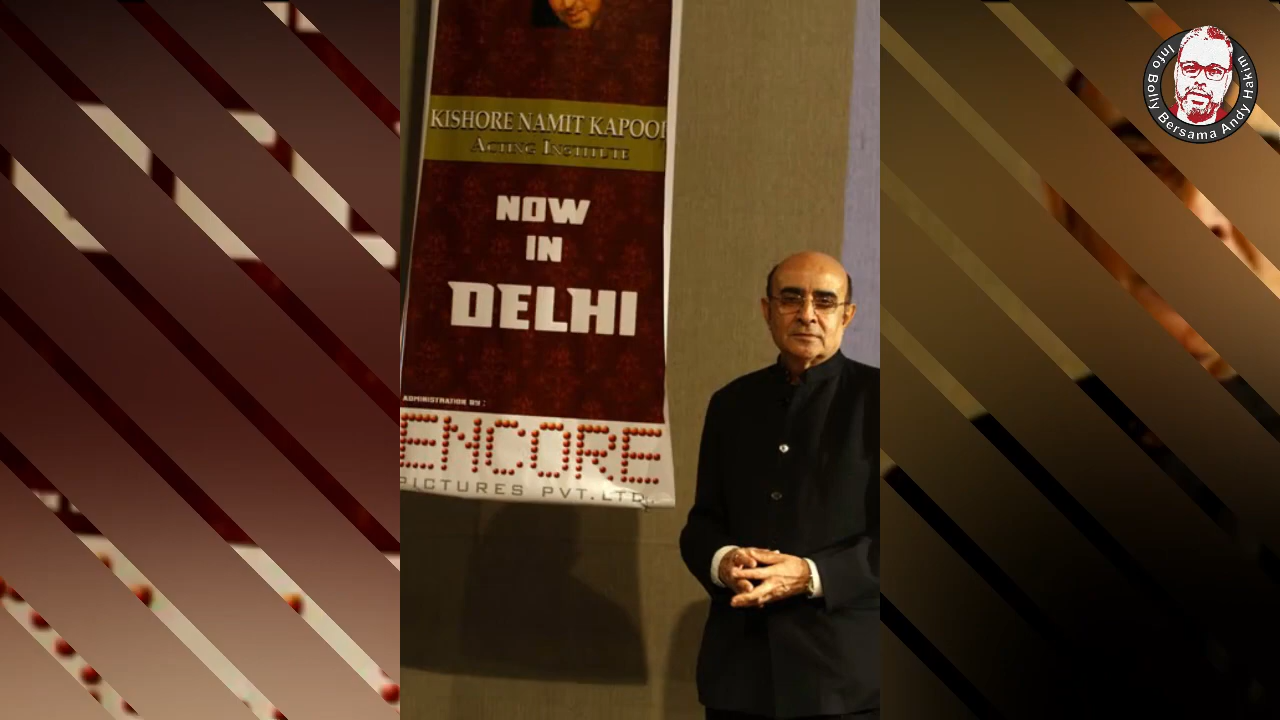 KISHORE NAMIT KAPOOR
ACTING INSTITUTE
NOW
IN
DELHI
ADMINISTRATION BY :
ENCORE
PICTURES PVT. LTD.
Info Bolly Bersama Andy Hakim